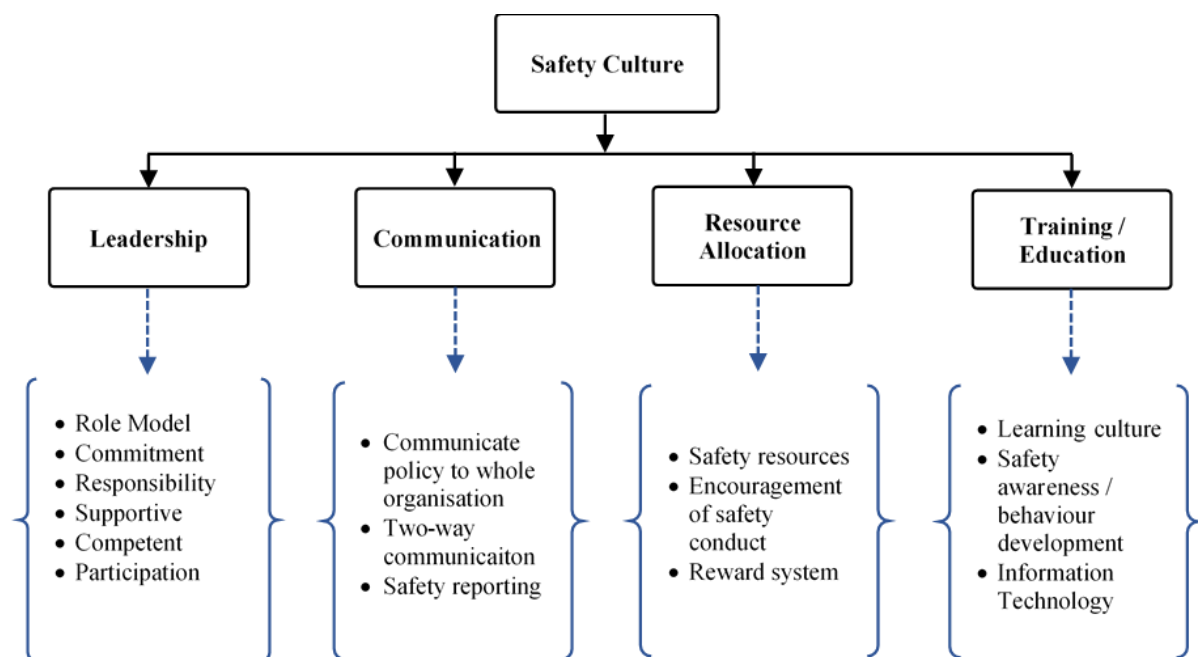 Safety Culture
Leadership
Communication
Resource
Allocation
Training /
Education
• Role Model
• Commitment
• Responsibility
• Supportive
• Competent
• Participation
• Communicate
policy to whole
organisation
• Two-way
communicaiton
• Safety reporting
• Safety resources
• Encouragement
of safety
conduct
• Reward system
• Learning culture
• Safety
awareness /
behaviour
development
• Information
Technology